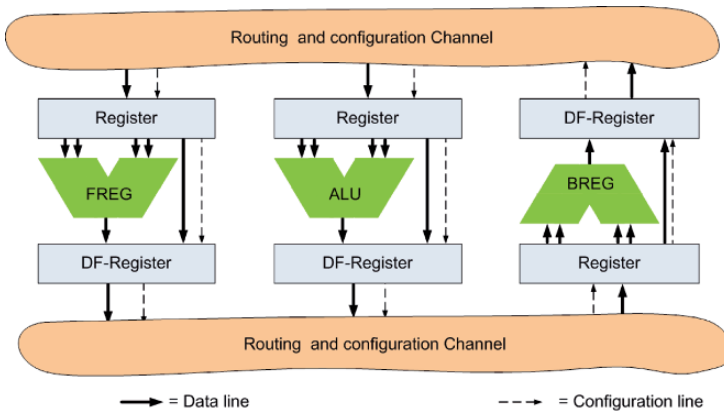 Routing and configuration Channel
Register
Register
DF-Register
FREG
ALU
BREG
DF-Register
DF-Register
Register
Routing and configuration Channel
= Data line
= Configuration line